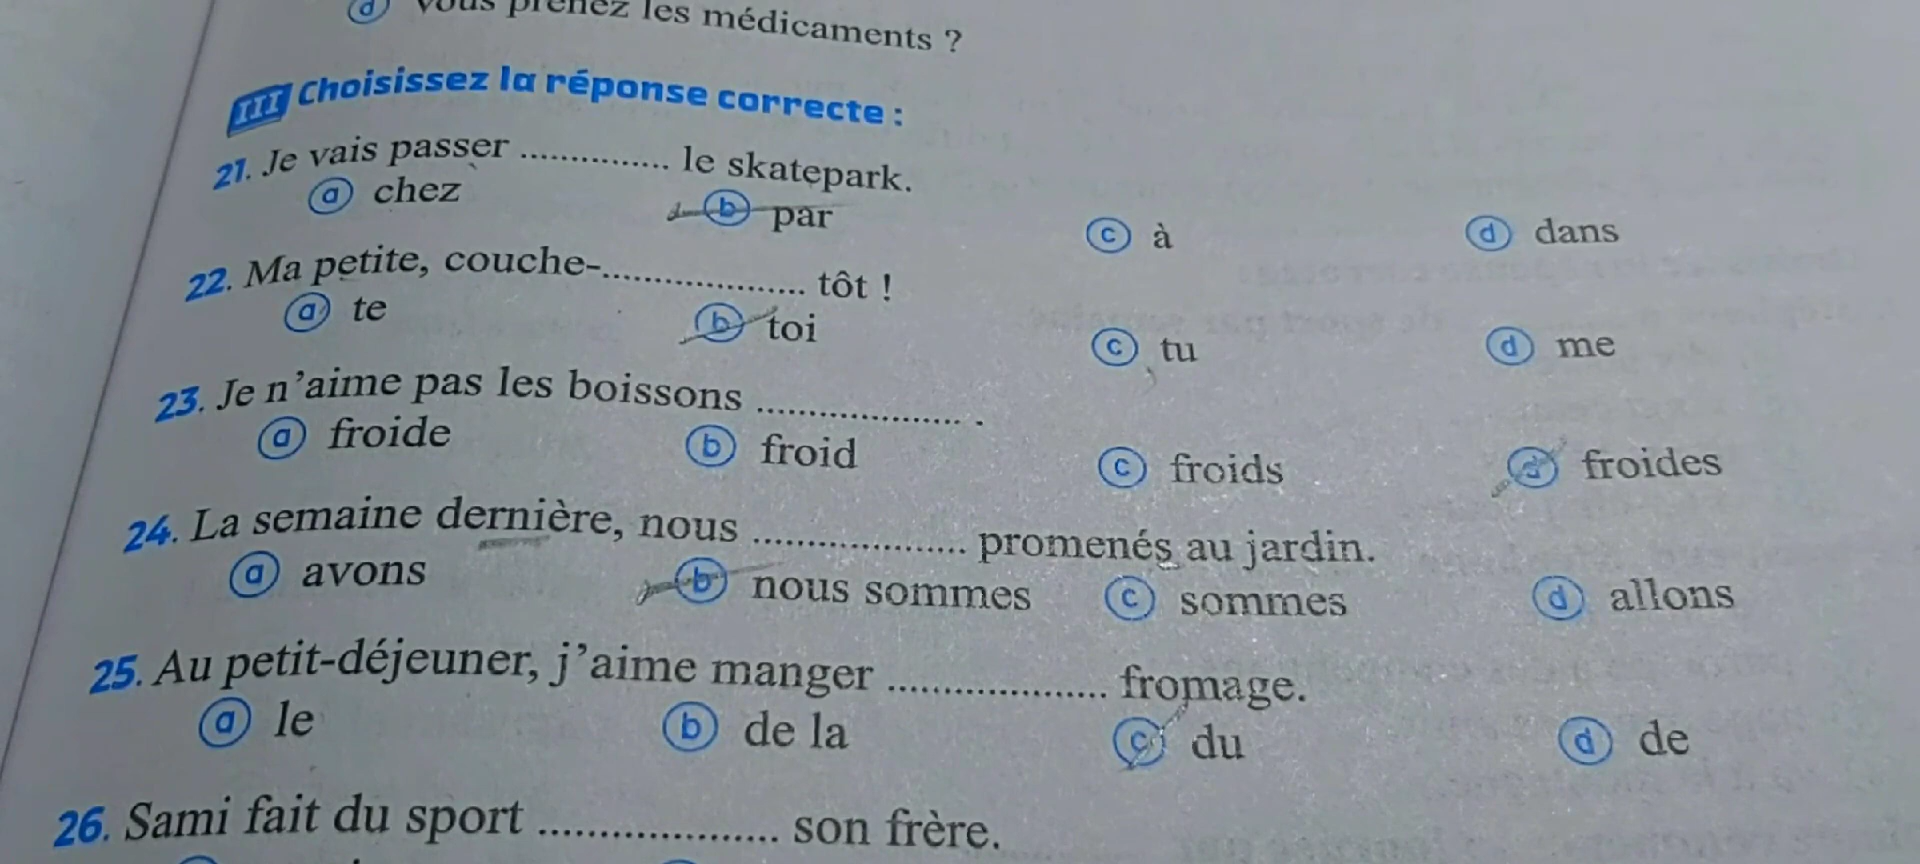 d vous prenez les médicaments ?
III Choisissez la réponse correcte :
21. Je vais passer ............... le skatepark.
a chez b par c à d dans
22. Ma petite, couche-.................... tôt !
a te b toi c tu d me
23. Je n'aime pas les boissons .................... .
a froide b froid c froids d froides
24. La semaine dernière, nous .................... promenés au jardin.
a avons b nous sommes c sommes d allons
25. Au petit-déjeuner, j'aime manger .................... fromage.
a le b de la c du d de
26. Sami fait du sport .................... son frère.